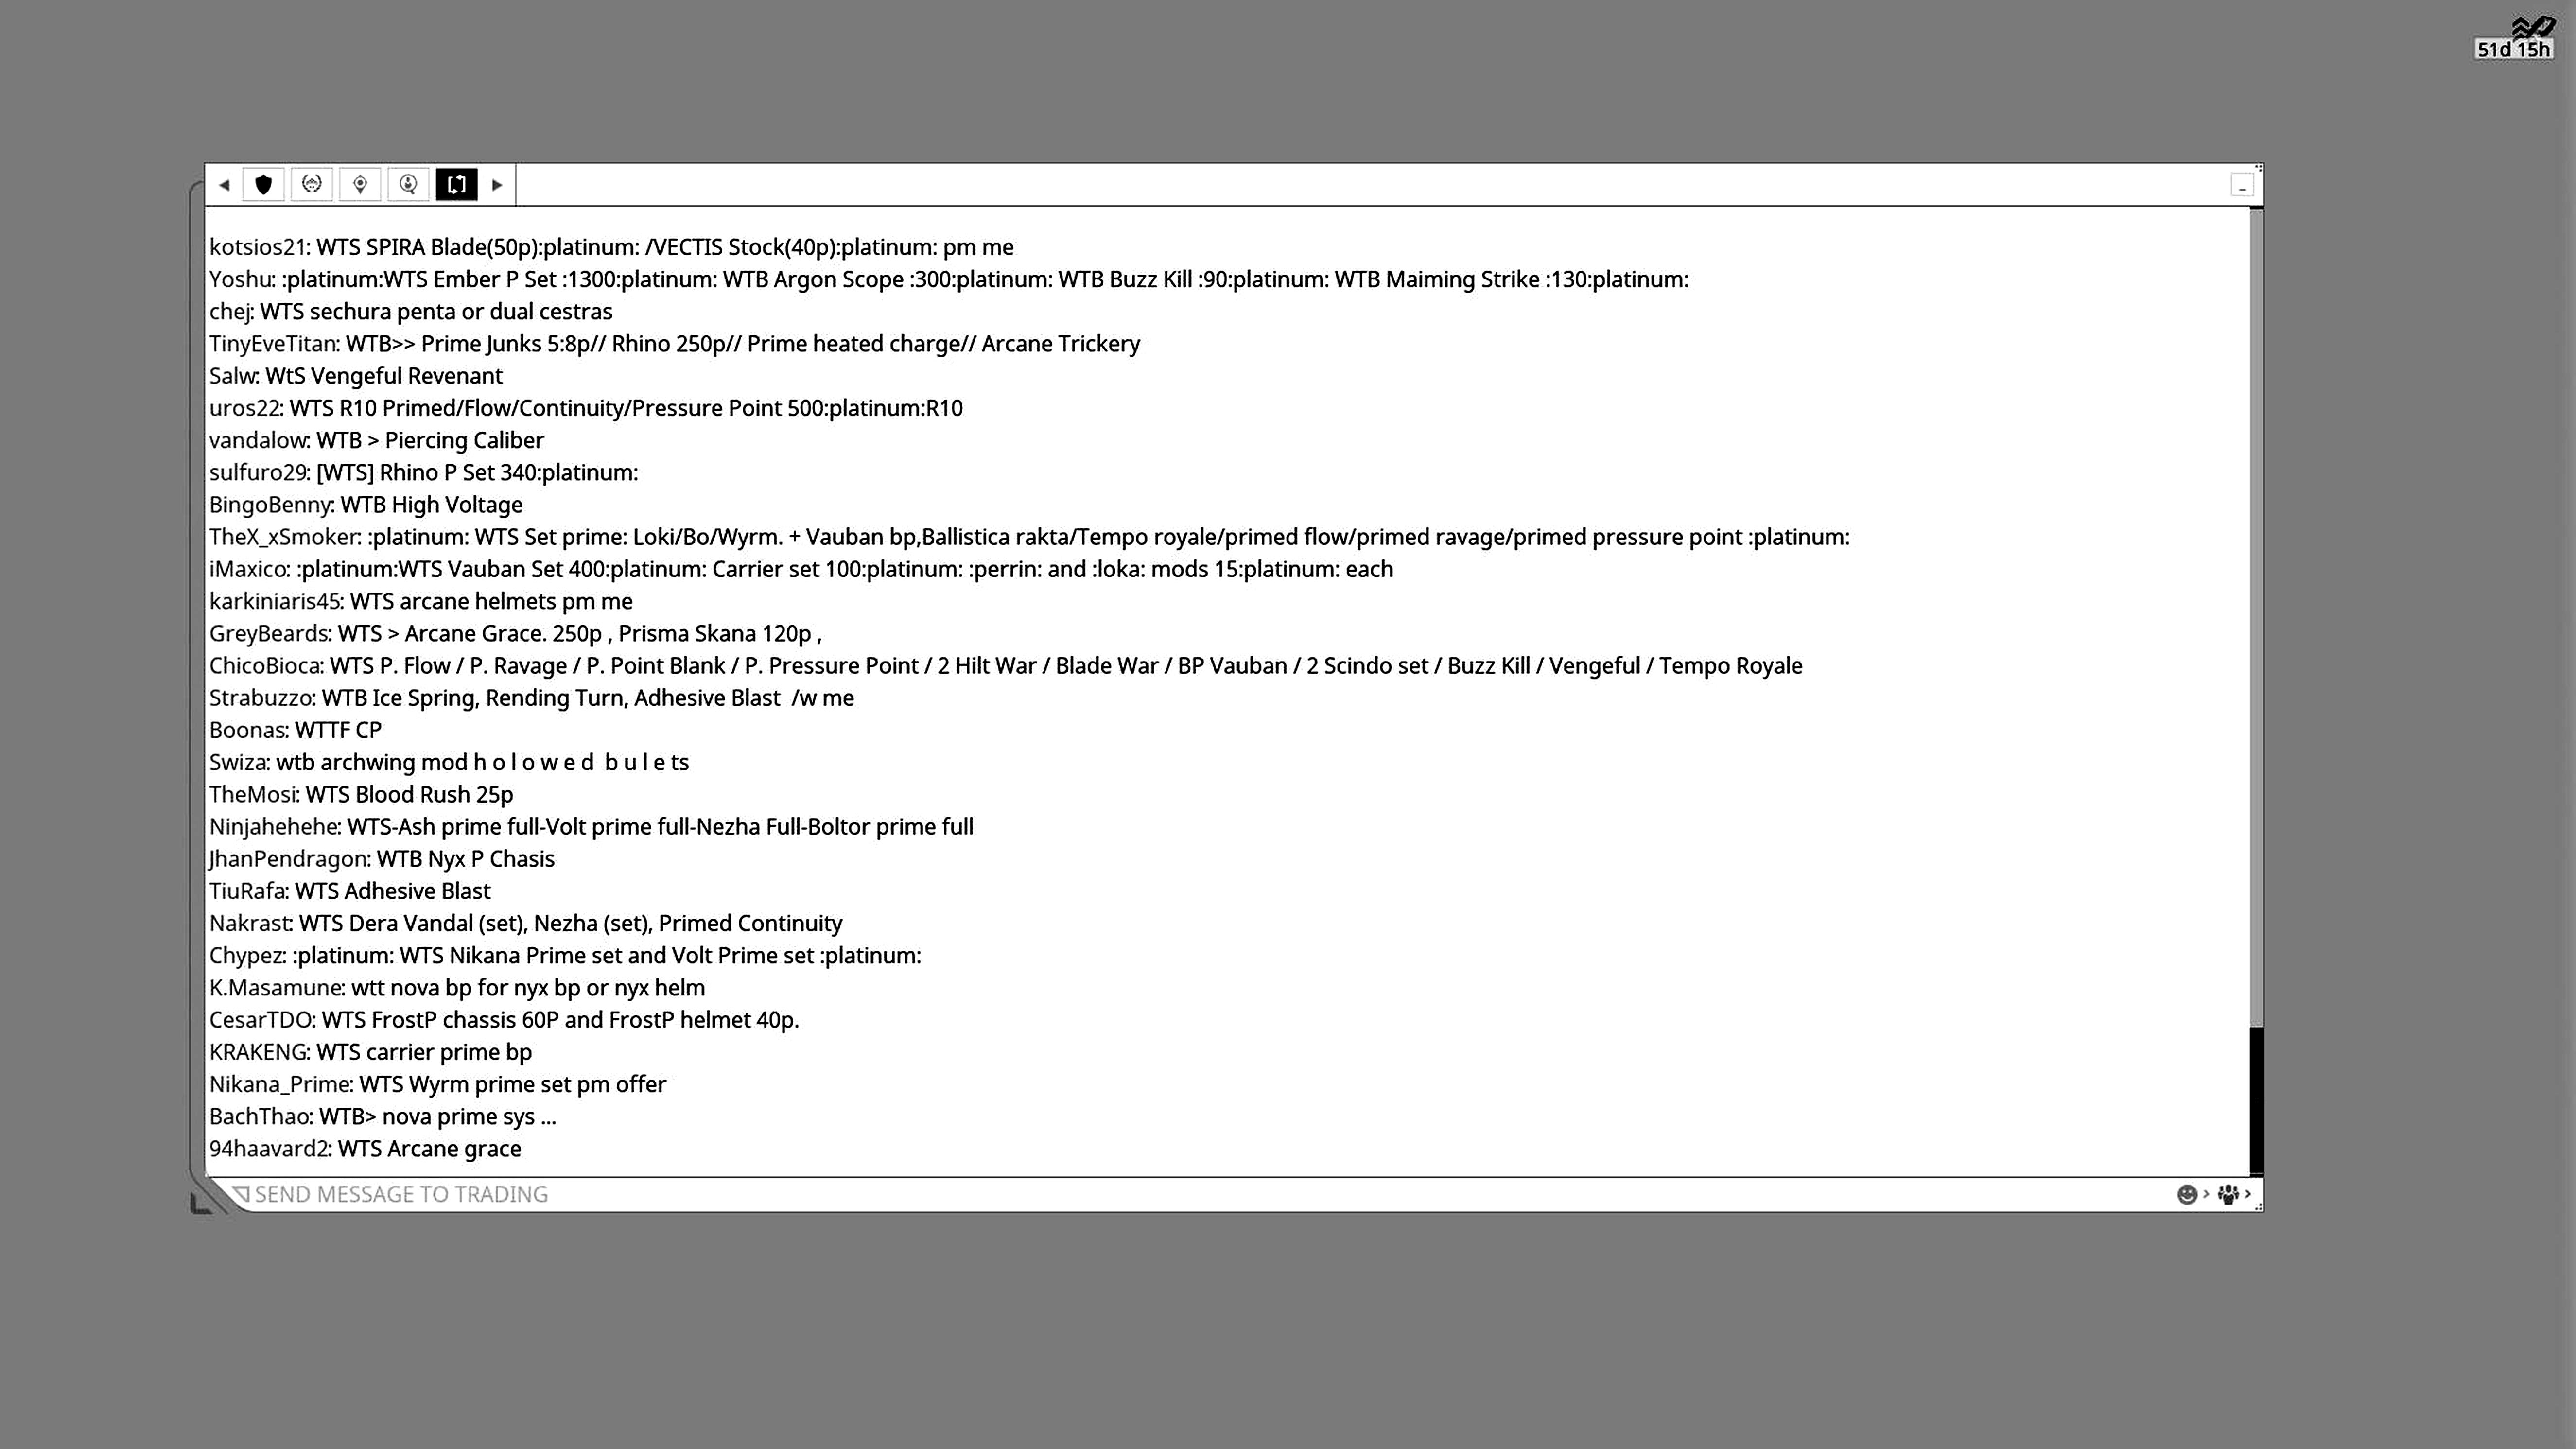 51d 15h
kotsios21: WTS SPIRA Blade(50p):platinum: /VECTIS Stock(40p):platinum: pm me
Yoshu: :platinum:WTS Ember P Set :1300:platinum: WTB Argon Scope :300:platinum: WTB Buzz Kill :90:platinum: WTB Maiming Strike :130:platinum:
chej: WTS sechura penta or dual cestras
TinyEveTitan: WTB>> Prime Junks 5:8p// Rhino 250p// Prime heated charge// Arcane Trickery
Salw: WtS Vengeful Revenant
uros22: WTS R10 Primed/Flow/Continuity/Pressure Point 500:platinum:R10
vandalow: WTB > Piercing Caliber
sulfuro29: [WTS] Rhino P Set 340:platinum:
BingoBenny: WTB High Voltage
TheX_xSmoker: :platinum: WTS Set prime: Loki/Bo/Wyrm. + Vauban bp,Ballistica rakta/Tempo royale/primed flow/primed ravage/primed pressure point :platinum:
iMaxico: :platinum:WTS Vauban Set 400:platinum: Carrier set 100:platinum: :perrin: and :loka: mods 15:platinum: each
karkiniaris45: WTS arcane helmets pm me
GreyBeards: WTS > Arcane Grace. 250p , Prisma Skana 120p ,
ChicoBioca: WTS P. Flow / P. Ravage / P. Point Blank / P. Pressure Point / 2 Hilt War / Blade War / BP Vauban / 2 Scindo set / Buzz Kill / Vengeful / Tempo Royale
Strabuzzo: WTB Ice Spring, Rending Turn, Adhesive Blast  /w me
Boonas: WTTF CP
Swiza: wtb archwing mod h o l o w e d  b u l e ts
TheMosi: WTS Blood Rush 25p
Ninjahehehe: WTS-Ash prime full-Volt prime full-Nezha Full-Boltor prime full
JhanPendragon: WTB Nyx P Chasis
TiuRafa: WTS Adhesive Blast
Nakrast: WTS Dera Vandal (set), Nezha (set), Primed Continuity
Chypez: :platinum: WTS Nikana Prime set and Volt Prime set :platinum:
K.Masamune: wtt nova bp for nyx bp or nyx helm
CesarTDO: WTS FrostP chassis 60P and FrostP helmet 40p.
KRAKENG: WTS carrier prime bp
Nikana_Prime: WTS Wyrm prime set pm offer
BachThao: WTB> nova prime sys ...
94haavard2: WTS Arcane grace
SEND MESSAGE TO TRADING